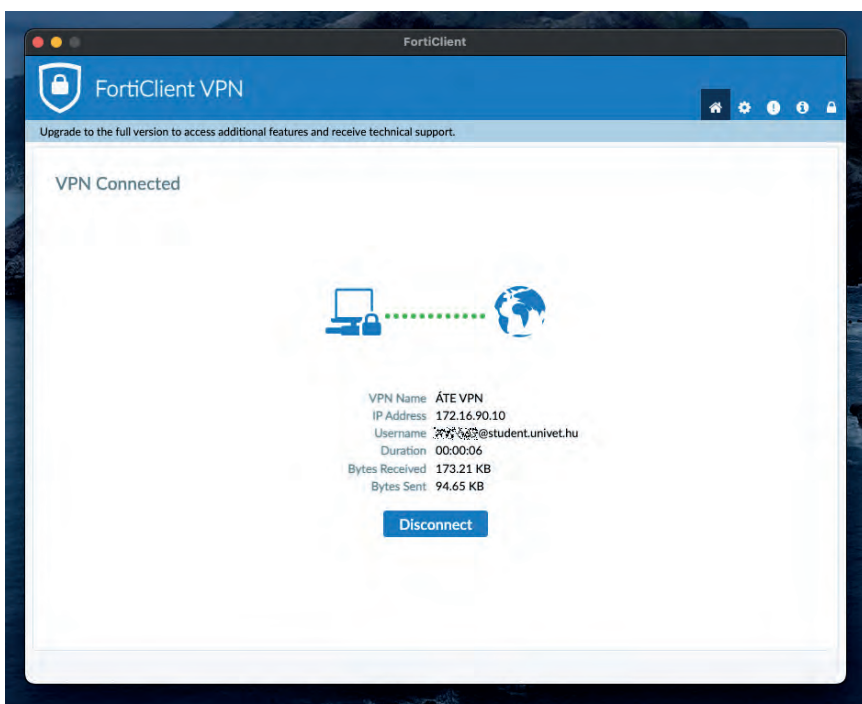 FortiClient
FortiClient VPN
Upgrade to the full version to access additional features and receive technical support.
VPN Connected
VPN Name ÁTE VPN
IP Address 172.16.90.10
Username @student.univet.hu
Duration 00:00:06
Bytes Received 173.21 KB
Bytes Sent 94.65 KB
Disconnect